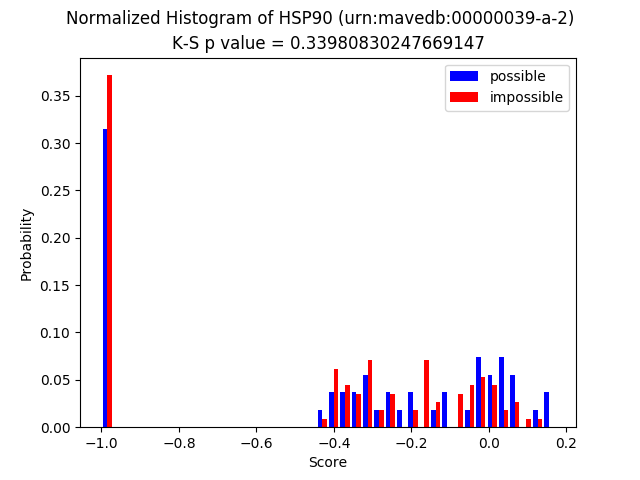 Normalized Histogram of HSP90 (urn:mavedb:00000039-a-2)
K-S p value = 0.33980830247669147
possible
impossible
0.35
0.30
0.25
0.20
0.15
0.10
0.05
0.00
Probability
−1.0 −0.8 −0.6 −0.4 −0.2 0.0 0.2
Score